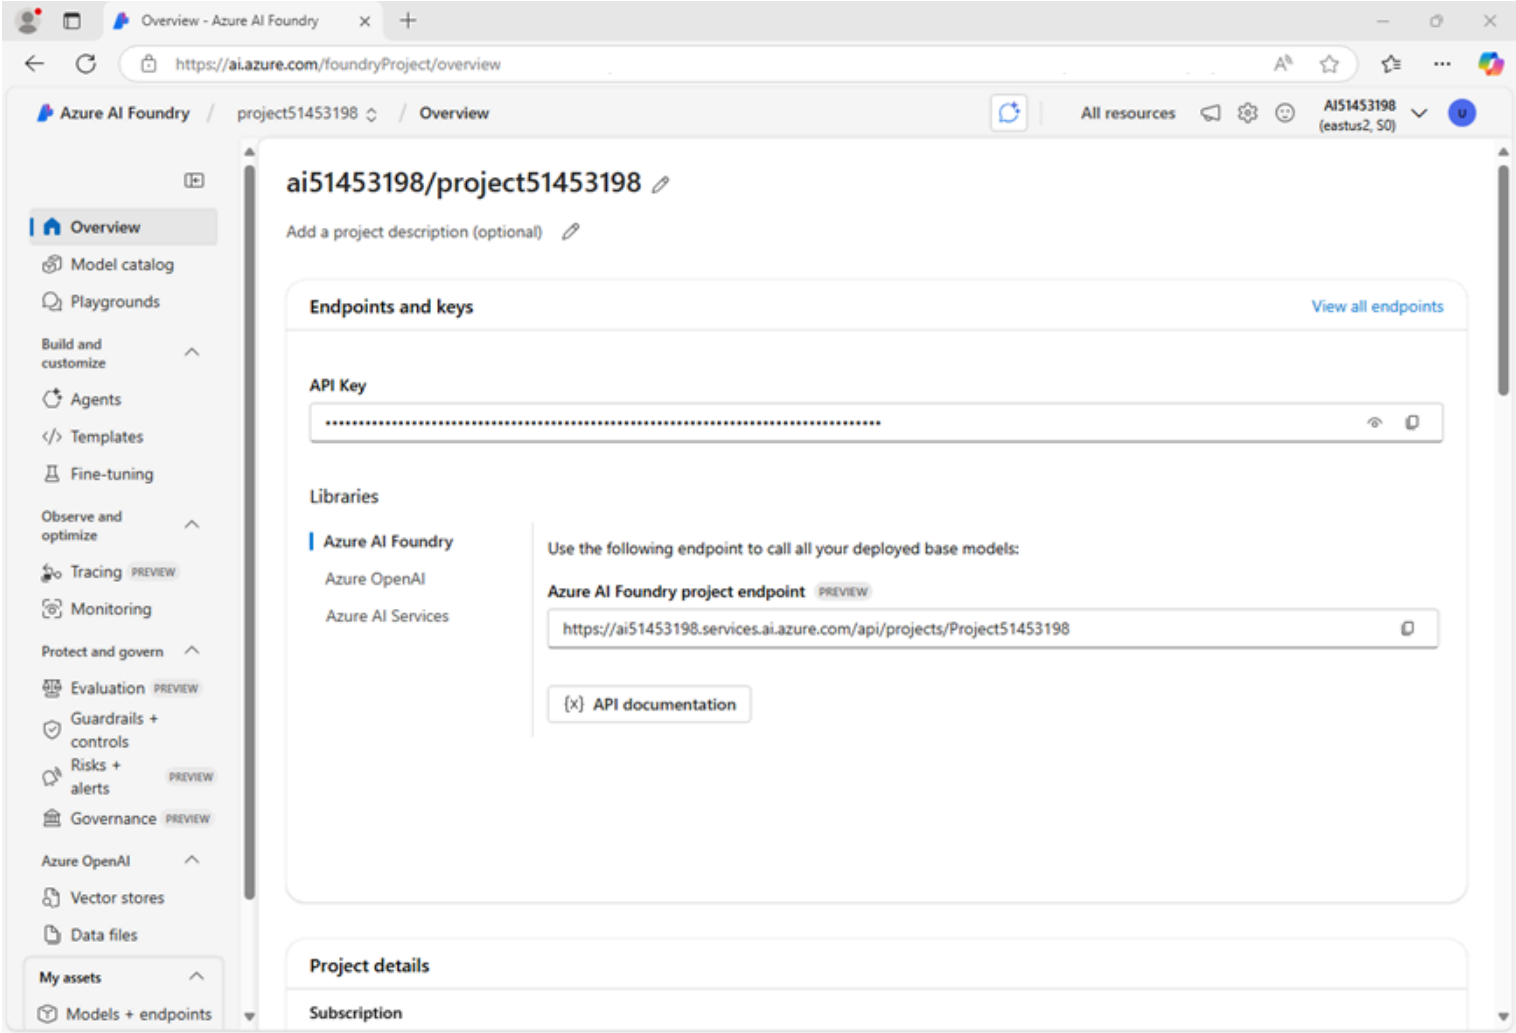 Overview - Azure AI Foundry
https://ai.azure.com/foundryProject/overview
Azure AI Foundry / project51453198 / Overview
All resources
AI51453198
(eastus2, S0)
U
Overview
Model catalog
Playgrounds
Build and
customize
Agents
Templates
Fine-tuning
Observe and
optimize
Tracing PREVIEW
Monitoring
Protect and govern
Evaluation PREVIEW
Guardrails +
controls
Risks +
alerts PREVIEW
Governance PREVIEW
Azure OpenAI
Vector stores
Data files
My assets
Models + endpoints
ai51453198/project51453198
Add a project description (optional)
Endpoints and keys
View all endpoints
API Key
••••••••••••••••••••••••••••••••••••••••••••••••••••••••••••••••••••••••••••••••••••
Libraries
Azure AI Foundry
Azure OpenAI
Azure AI Services
Use the following endpoint to call all your deployed base models:
Azure AI Foundry project endpoint PREVIEW
https://ai51453198.services.ai.azure.com/api/projects/Project51453198
{x} API documentation
Project details
Subscription